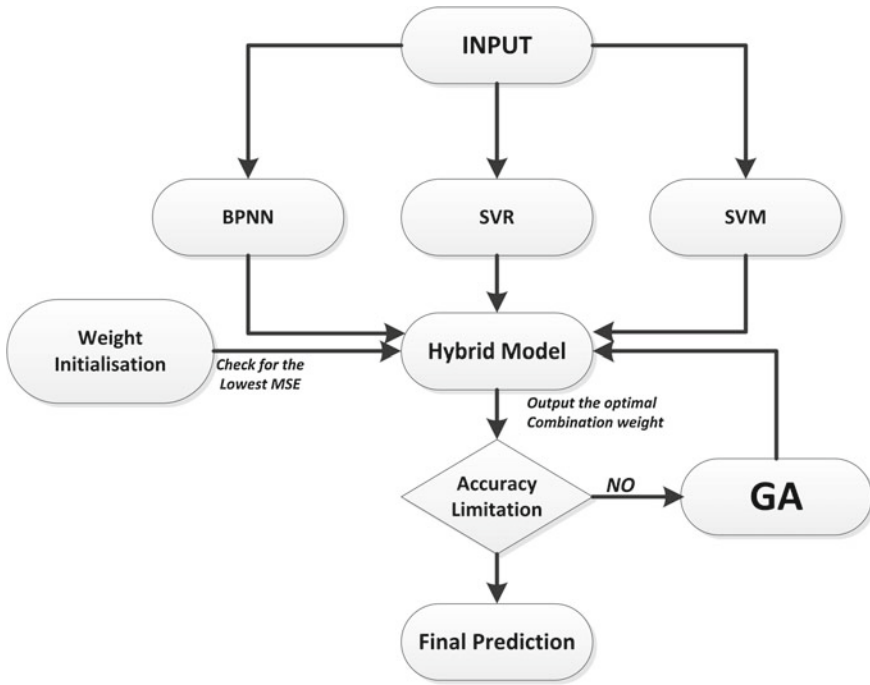 INPUT
BPNN
SVR
SVM
Weight
Initialisation
Check for the
Lowest MSE
Hybrid Model
Output the optimal
Combination weight
Accuracy
Limitation
NO
GA
Final Prediction